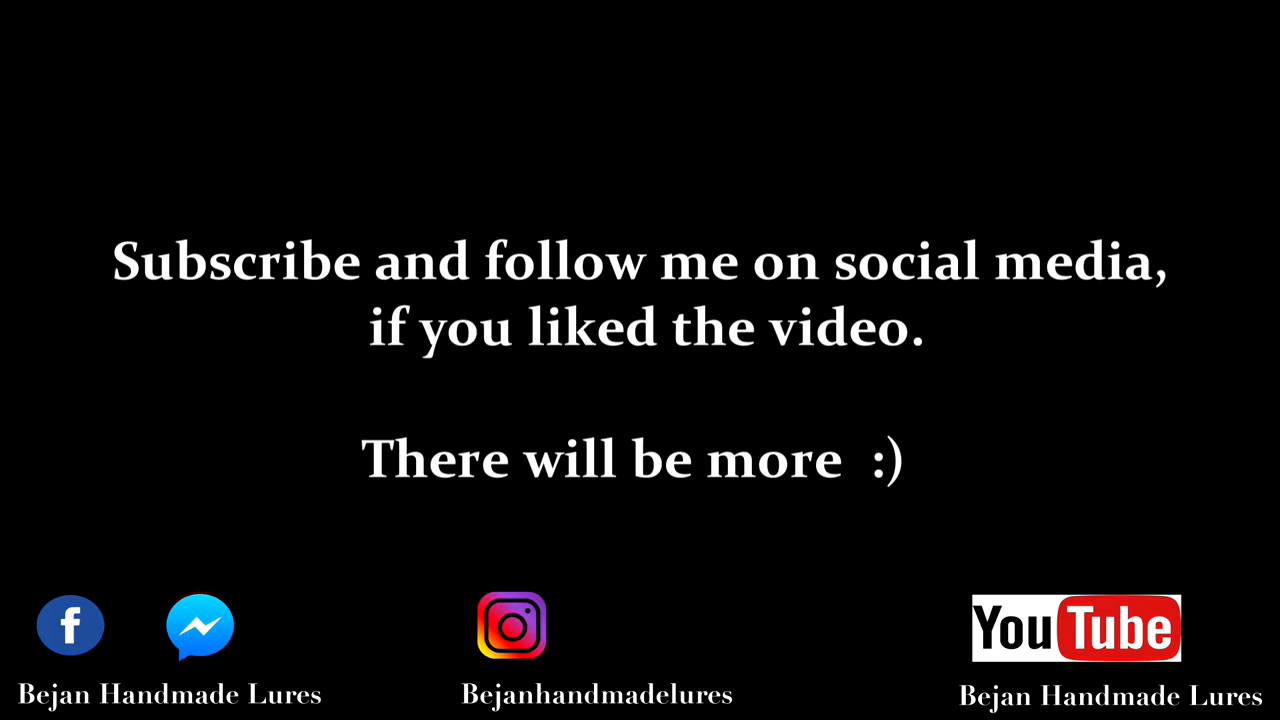 Subscribe and follow me on social media,
if you liked the video.
There will be more :)
f
YouTube
Bejan Handmade Lures
Bejanhandmadelures
Bejan Handmade Lures